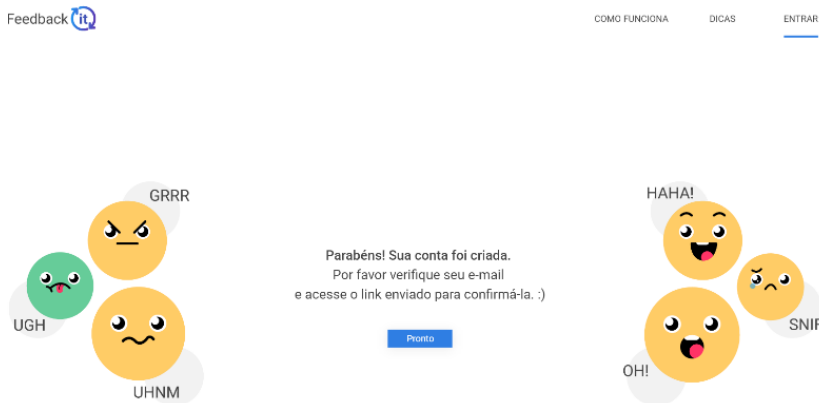 Feedback it
COMO FUNCIONA
DICAS
ENTRAR
GRRR
HAHA!
Parabéns! Sua conta foi criada.
Por favor verifique seu e-mail
e acesse o link enviado para confirmá-la. :)
UGH
SNIF
Pronto
OH!
UHNM